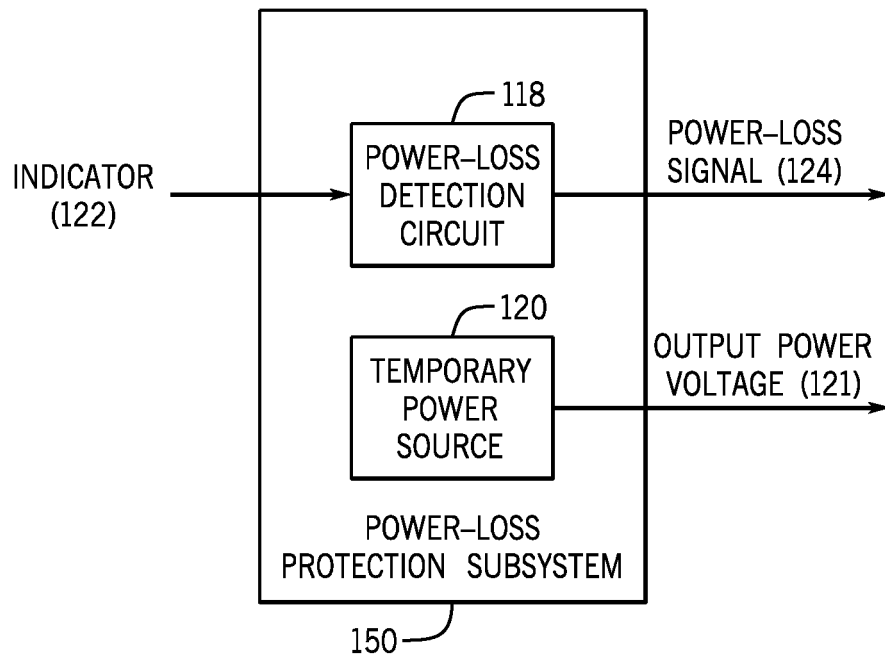 118
POWER–LOSS
DETECTION
CIRCUIT
INDICATOR
(122)
POWER–LOSS
SIGNAL (124)
120
TEMPORARY
POWER
SOURCE
OUTPUT POWER
VOLTAGE (121)
POWER–LOSS
PROTECTION SUBSYSTEM
150